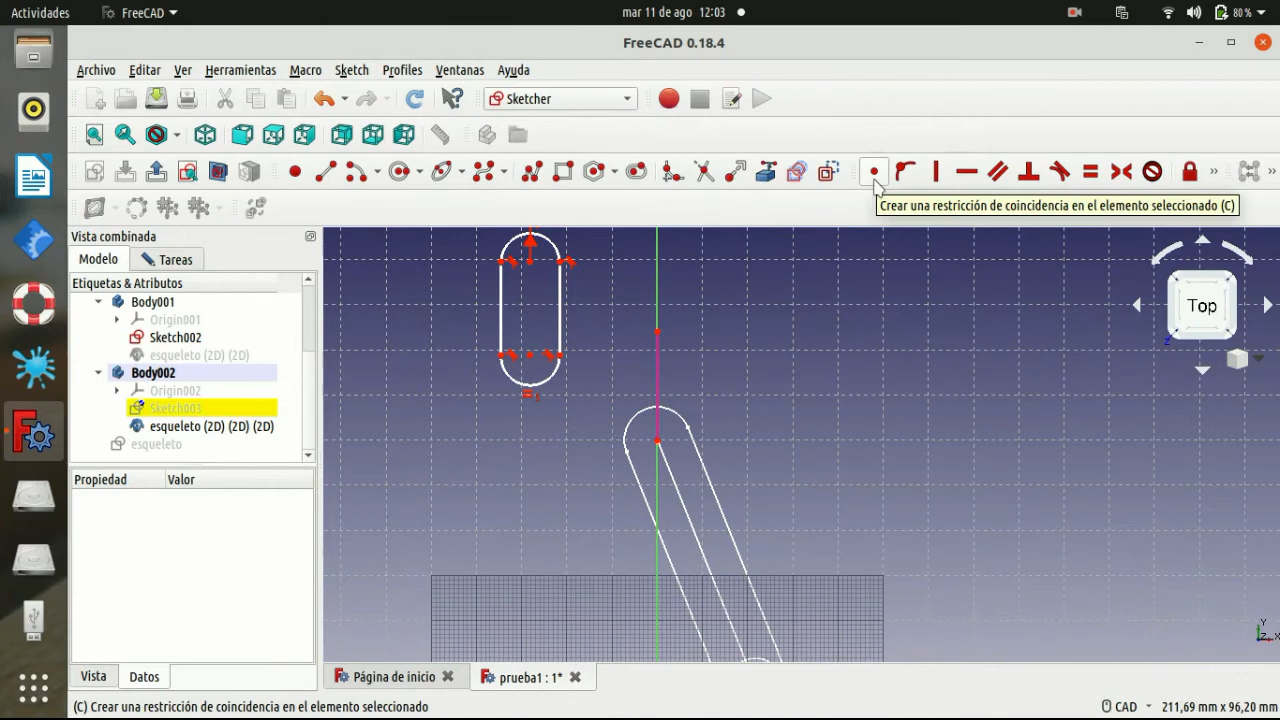 Actividades
FreeCAD
mar 11 de ago 12:03
80 %
FreeCAD 0.18.4
Archivo Editar Ver Herramientas Macro Sketch Profiles Ventanas Ayuda
Sketcher
Crear una restricción de coincidencia en el elemento seleccionado (C)
Vista combinada
Modelo
Tareas
Etiquetas & Atributos
Body001
Origin001
Sketch002
esqueleto (2D) (2D)
Body002
Origin002
Sketch003
esqueleto (2D) (2D) (2D)
esqueleto
Propiedad Valor
Top
Z
Y
Z
X
Vista Datos
Página de inicio
prueba1 : 1*
(C) Crear una restricción de coincidencia en el elemento seleccionado
CAD
211,69 mm x 96,20 mm